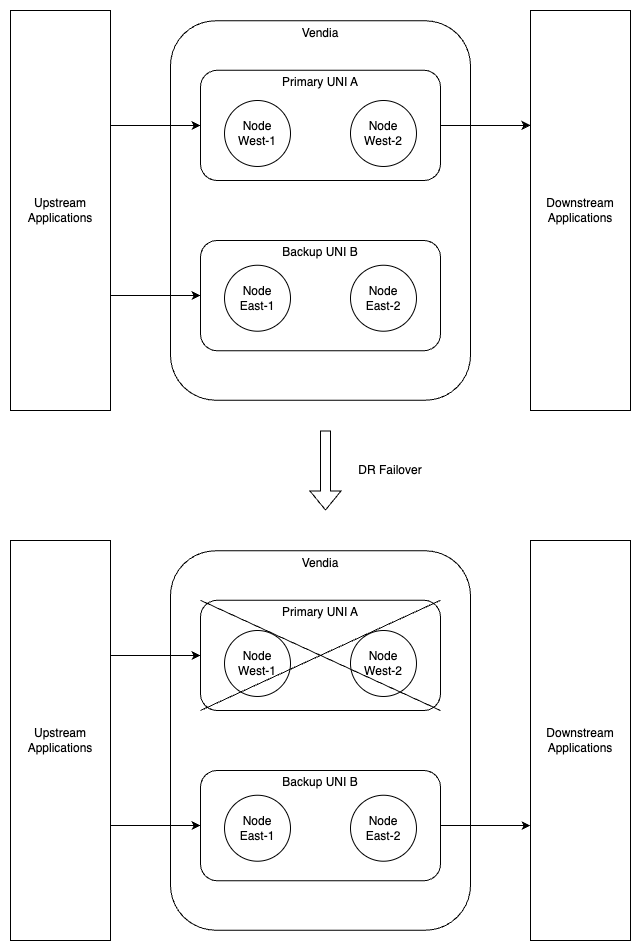 Vendia
Primary UNI A
Node
West-1
Node
West-2
Upstream
Applications
Downstream
Applications
Backup UNI B
Node
East-1
Node
East-2
DR Failover
Vendia
Primary UNI A
Node
West-1
Node
West-2
Upstream
Applications
Downstream
Applications
Backup UNI B
Node
East-1
Node
East-2